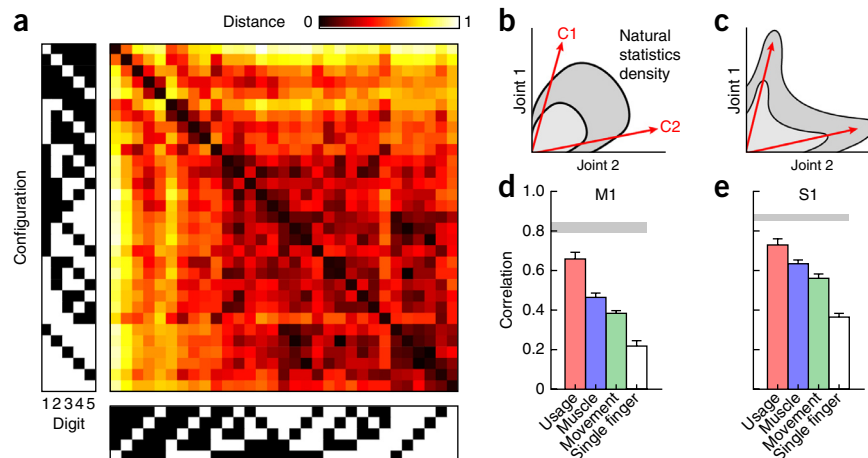 a
Distance 0 1
Configuration
1 2 3 4 5
Digit
b
C1
Natural
statistics
density
C2
Joint 1
Joint 2
c
Joint 1
Joint 2
d
M1
Correlation
1.0
0.8
0.6
0.4
0.2
0
Usage
Muscle
Movement
Single finger
e
S1
Usage
Muscle
Movement
Single finger